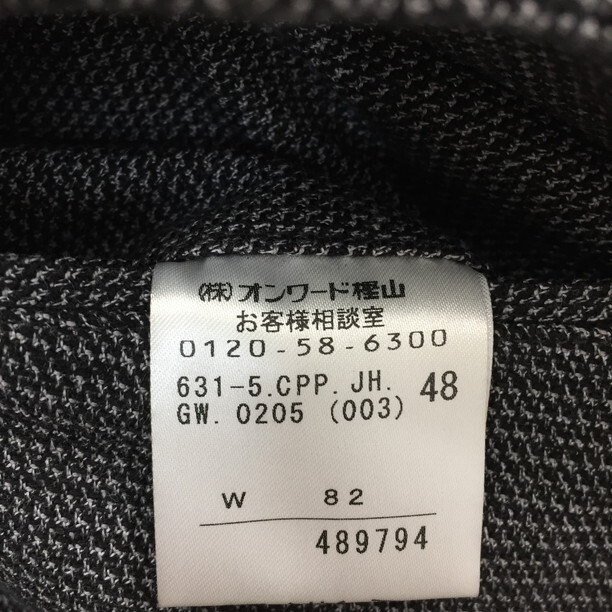 (株)オンワード樫山
お客様相談室
0120-58-6300
631-5.CPP.JH. 48
GW.0205 (003)
W 82
489794